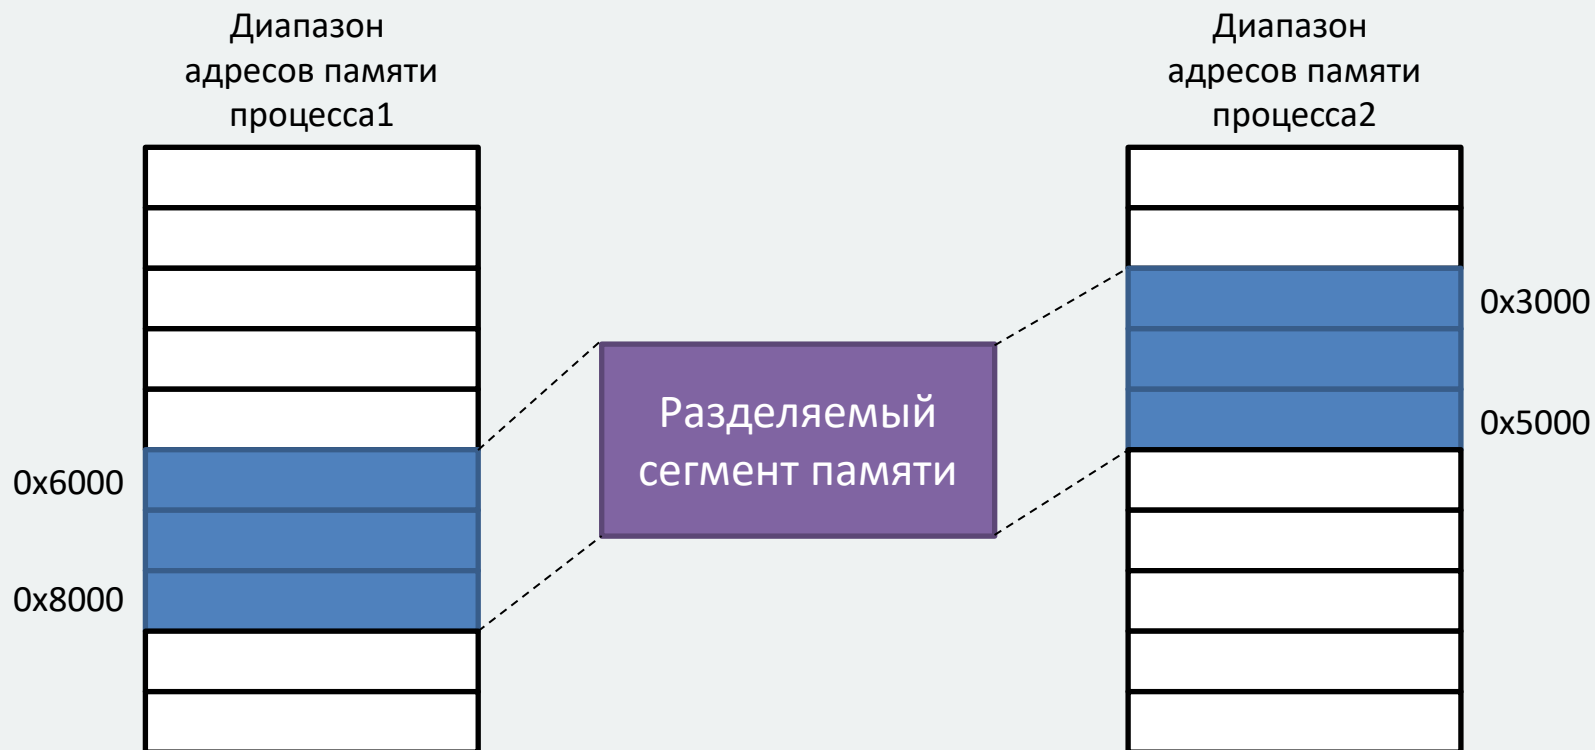 Диапазон
адресов памяти
процесса1
Диапазон
адресов памяти
процесса2
0x3000
Разделяемый
сегмент памяти
0x5000
0x6000
0x8000